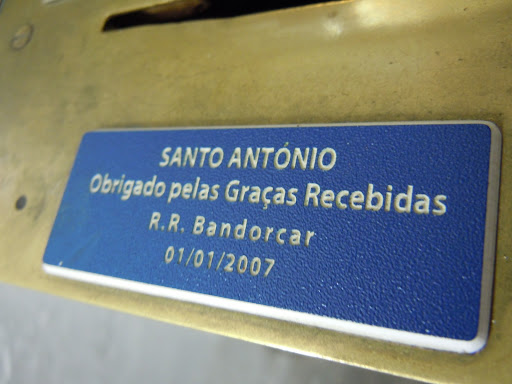 SANTO ANTÓNIO
Obrigado pelas Graças Recebidas
R.R. Bandorcar
01/01/2007